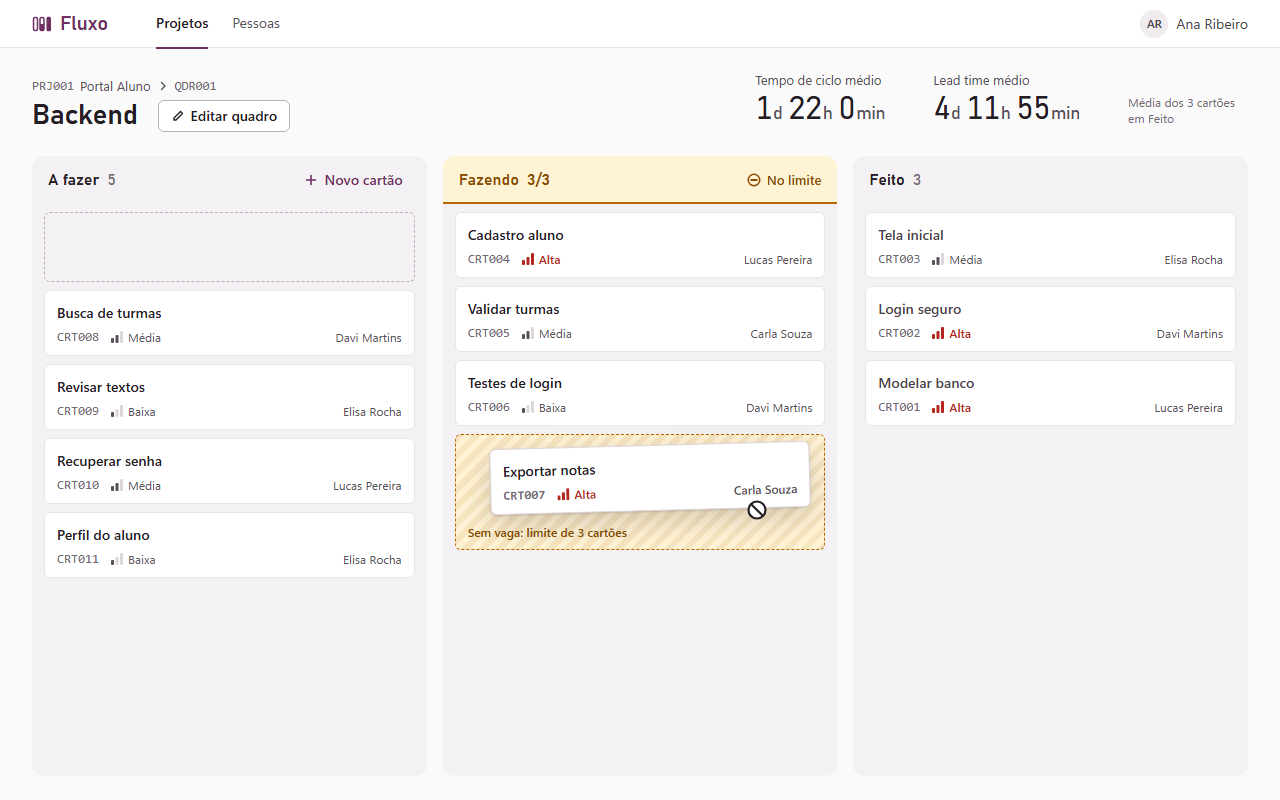 Fluxo
Projetos
Pessoas
AR
Ana Ribeiro
PRJ001 Portal Aluno > QDR001
Backend
Editar quadro
Tempo de ciclo médio
1d 22h 0min
Lead time médio
4d 11h 55min
Média dos 3 cartões
em Feito
A fazer 5
+ Novo cartão
Busca de turmas
CRT008 Média Davi Martins
Revisar textos
CRT009 Baixa Elisa Rocha
Recuperar senha
CRT010 Média Lucas Pereira
Perfil do aluno
CRT011 Baixa Elisa Rocha
Fazendo 3/3
No limite
Cadastro aluno
CRT004 Alta Lucas Pereira
Validar turmas
CRT005 Média Carla Souza
Testes de login
CRT006 Baixa Davi Martins
Exportar notas
CRT007 Alta Carla Souza
Sem vaga: limite de 3 cartões
Feito 3
Tela inicial
CRT003 Média Elisa Rocha
Login seguro
CRT002 Alta Davi Martins
Modelar banco
CRT001 Alta Lucas Pereira